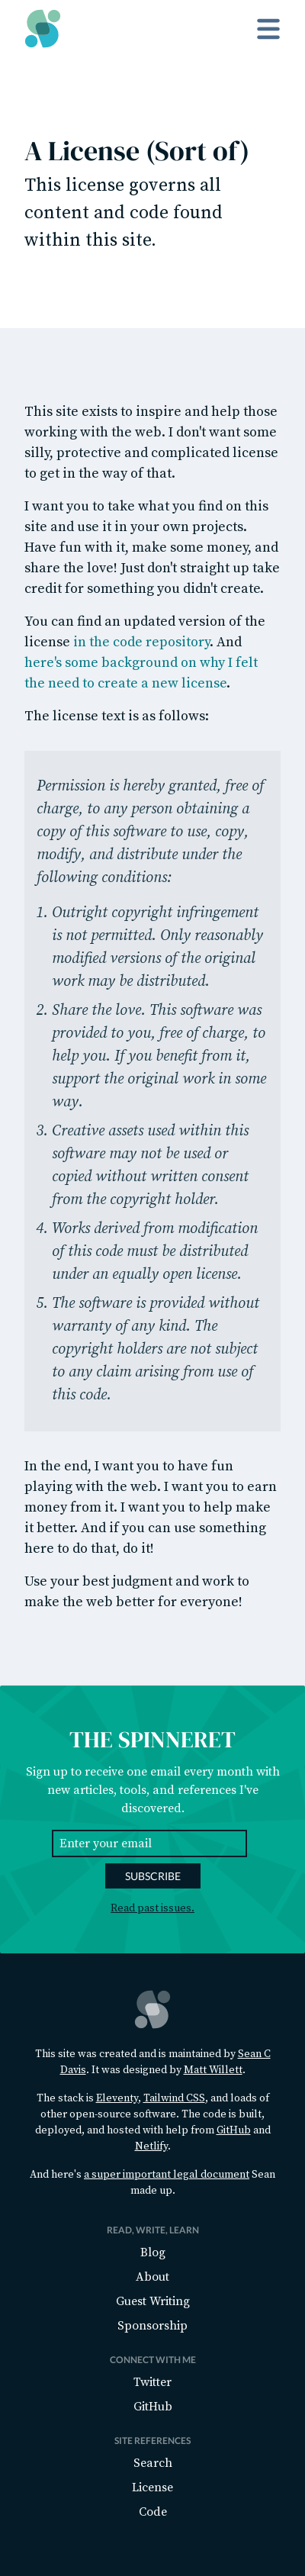 A License (Sort of)
This license governs all
content and code found
within this site.
This site exists to inspire and help those
working with the web. I don't want some
silly, protective and complicated license
to get in the way of that.
I want you to take what you find on this
site and use it in your own projects.
Have fun with it, make some money, and
share the love! Just don't straight up take
credit for something you didn't create.
You can find an updated version of the
license in the code repository. And
here's some background on why I felt
the need to create a new license.
The license text is as follows:
Permission is hereby granted, free of
charge, to any person obtaining a
copy of this software to use, copy,
modify, and distribute under the
following conditions:
1. Outright copyright infringement
is not permitted. Only reasonably
modified versions of the original
work may be distributed.
2. Share the love. This software was
provided to you, free of charge, to
help you. If you benefit from it,
support the original work in some
way.
3. Creative assets used within this
software may not be used or
copied without written consent
from the copyright holder.
4. Works derived from modification
of this code must be distributed
under an equally open license.
5. The software is provided without
warranty of any kind. The
copyright holders are not subject
to any claim arising from use of
this code.
In the end, I want you to have fun
playing with the web. I want you to earn
money from it. I want you to help make
it better. And if you can use something
here to do that, do it!
Use your best judgment and work to
make the web better for everyone!
THE SPINNERET
Sign up to receive one email every month with
new articles, tools, and references I've
discovered.
Enter your email
SUBSCRIBE
Read past issues.
This site was created and is maintained by Sean C
Davis. It was designed by Matt Willett.
The stack is Eleventy, Tailwind CSS, and loads of
other open-source software. The code is built,
deployed, and hosted with help from GitHub and
Netlify.
And here's a super important legal document Sean
made up.
READ, WRITE, LEARN
Blog
About
Guest Writing
Sponsorship
CONNECT WITH ME
Twitter
GitHub
SITE REFERENCES
Search
License
Code